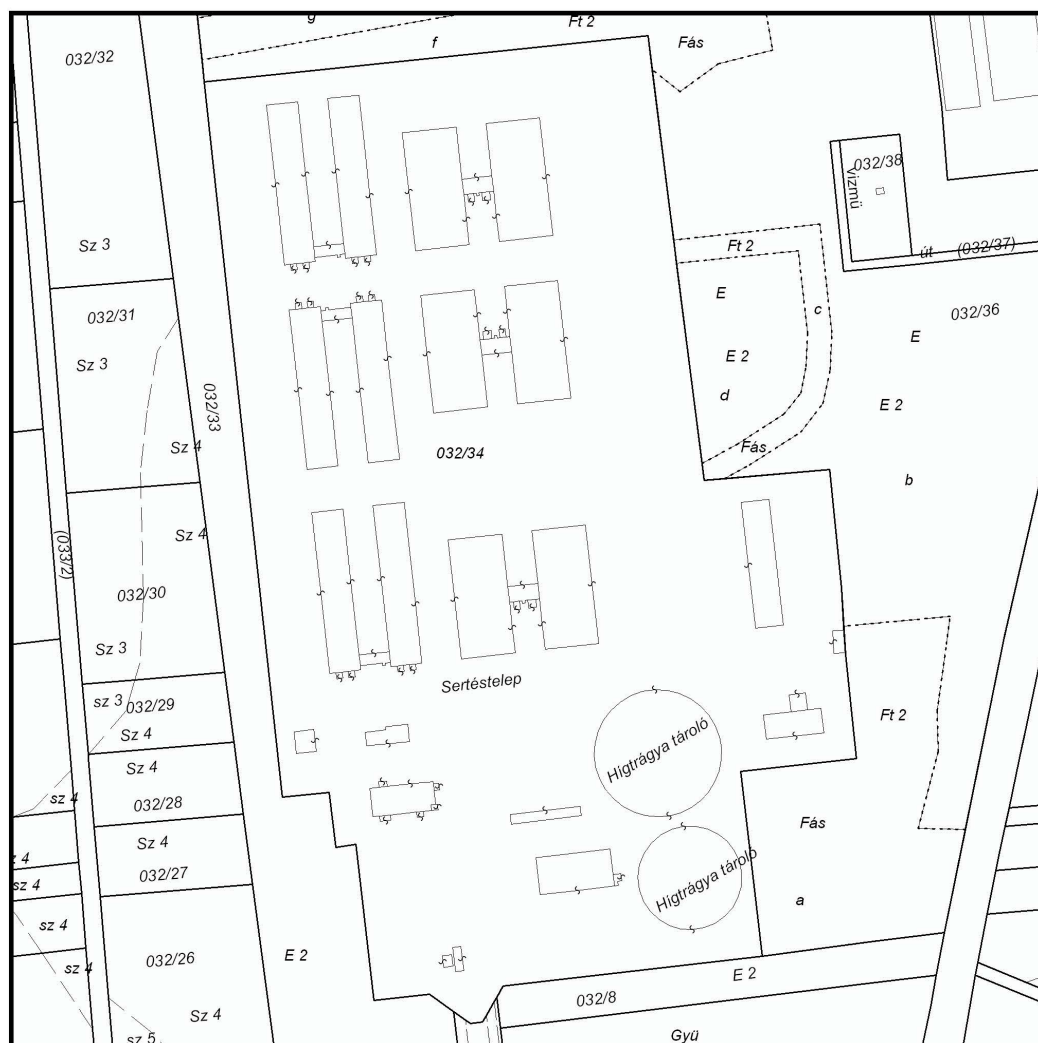 g
Ft 2
f
Fás
032/32
032/38
vízmü
Sz 3
Ft 2
út (032/37)
E
c
032/31
032/36
E
Sz 3
E 2
d
032/33
E 2
Sz 4
Fás
032/34
b
Sz 4
(033/2)
032/30
Sz 3
Sertéstelep
sz 3
032/29
Ft 2
Sz 4
Hígtrágya tároló
Sz 4
sz 4
032/28
Fás
Sz 4
z 4
032/27
Hígtrágya tároló
sz 4
a
sz 4
E 2
032/26
sz 4
E 2
032/8
Sz 4
sz 5
Gyü